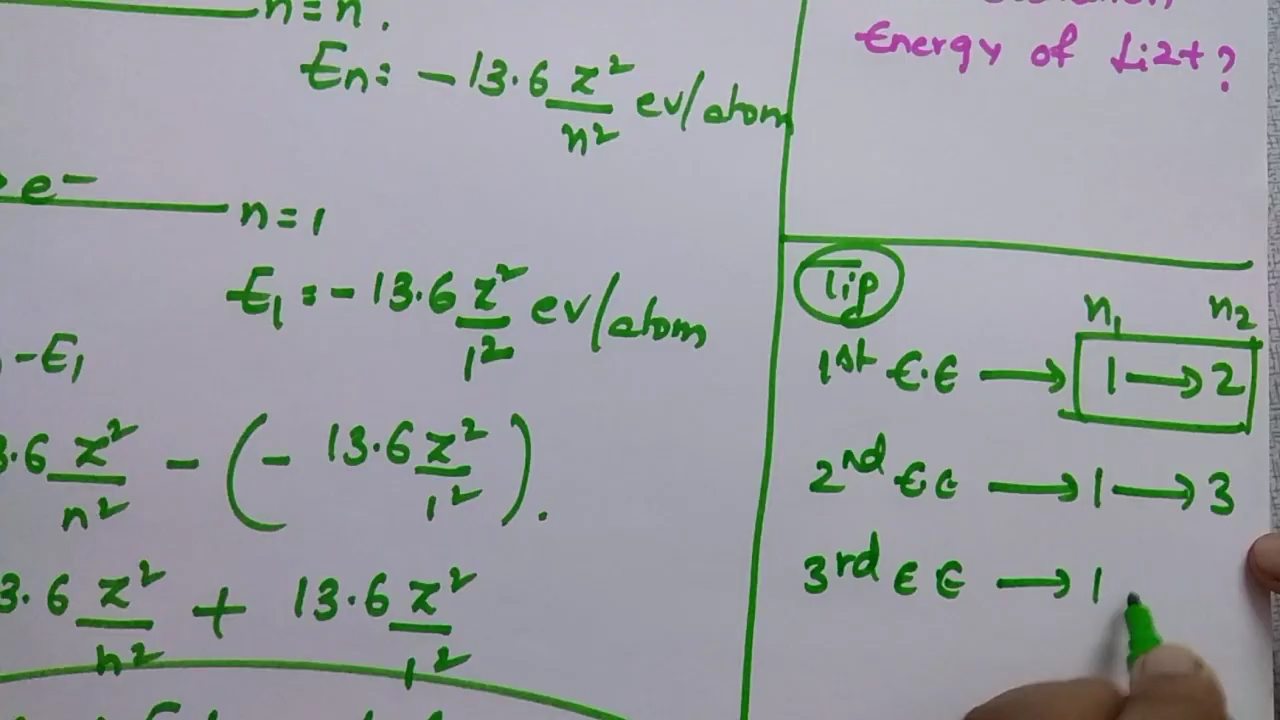 n=n.
En= -13.6 z²/n² ev/atom
e-
n=1
E₁ = -13.6 z²/1² ev/atom
-E₁
.6 z²/n² - (- 13.6 z²/1²).
3.6 z²/n² + 13.6 z²/1²
Energy of Li2+?
Tip
n₁ n₂
1st E.E → 1 → 2
2nd EE → 1 → 3
3rd EE → 1